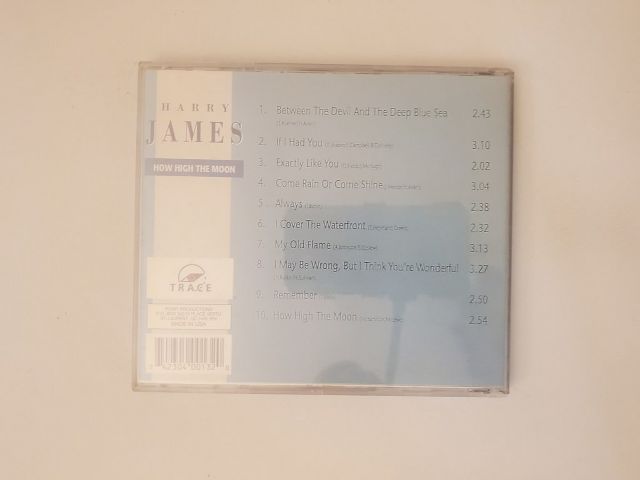 HARRY
JAMES
HOW HIGH THE MOON
1. Between The Devil And The Deep Blue Sea 2.43
2. If I Had You 3.10
3. Exactly Like You 2.02
4. Come Rain Or Come Shine 3.04
5. Always 2.38
6. I Cover The Waterfront 2.32
7. My Old Flame 3.13
8. I May Be Wrong, But I Think You're Wonderful 3.27
9. Remember 2.50
10. How High The Moon 2.54
TRACE
MADE IN USA